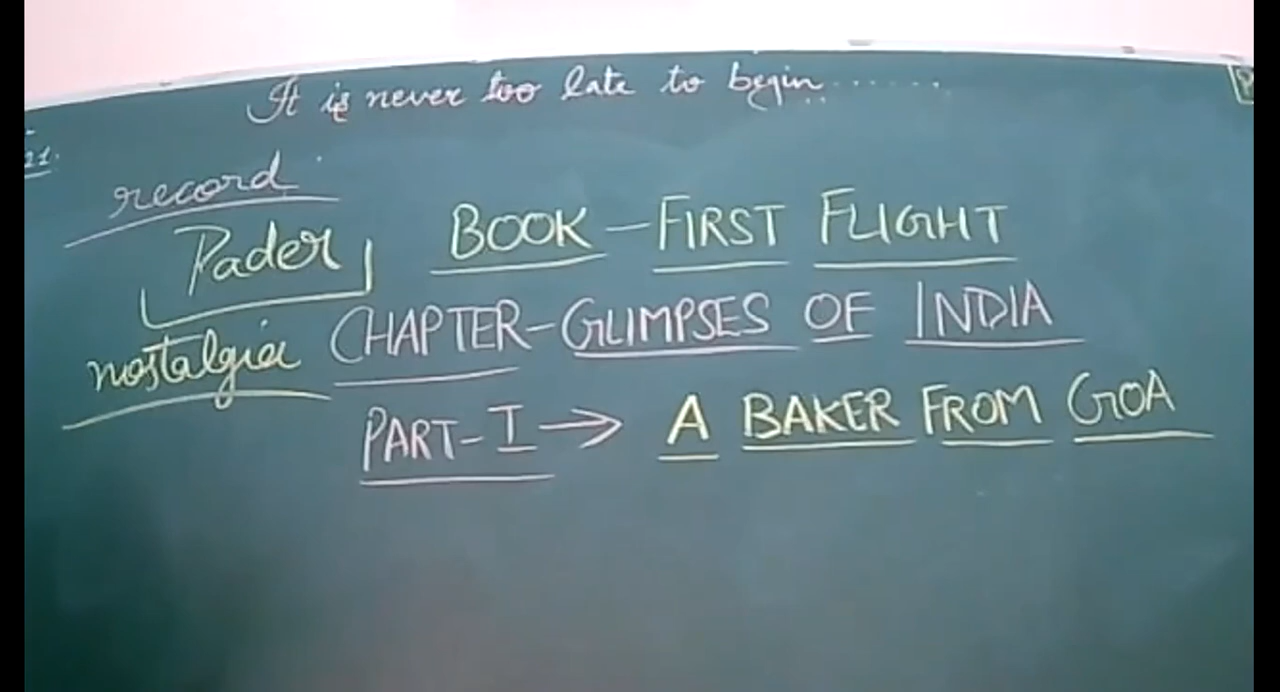 It is never too late to begin........
21.
record
Pader
BOOK - FIRST FLIGHT
nostalgia
CHAPTER - GLIMPSES OF INDIA
PART - I → A BAKER FROM GOA